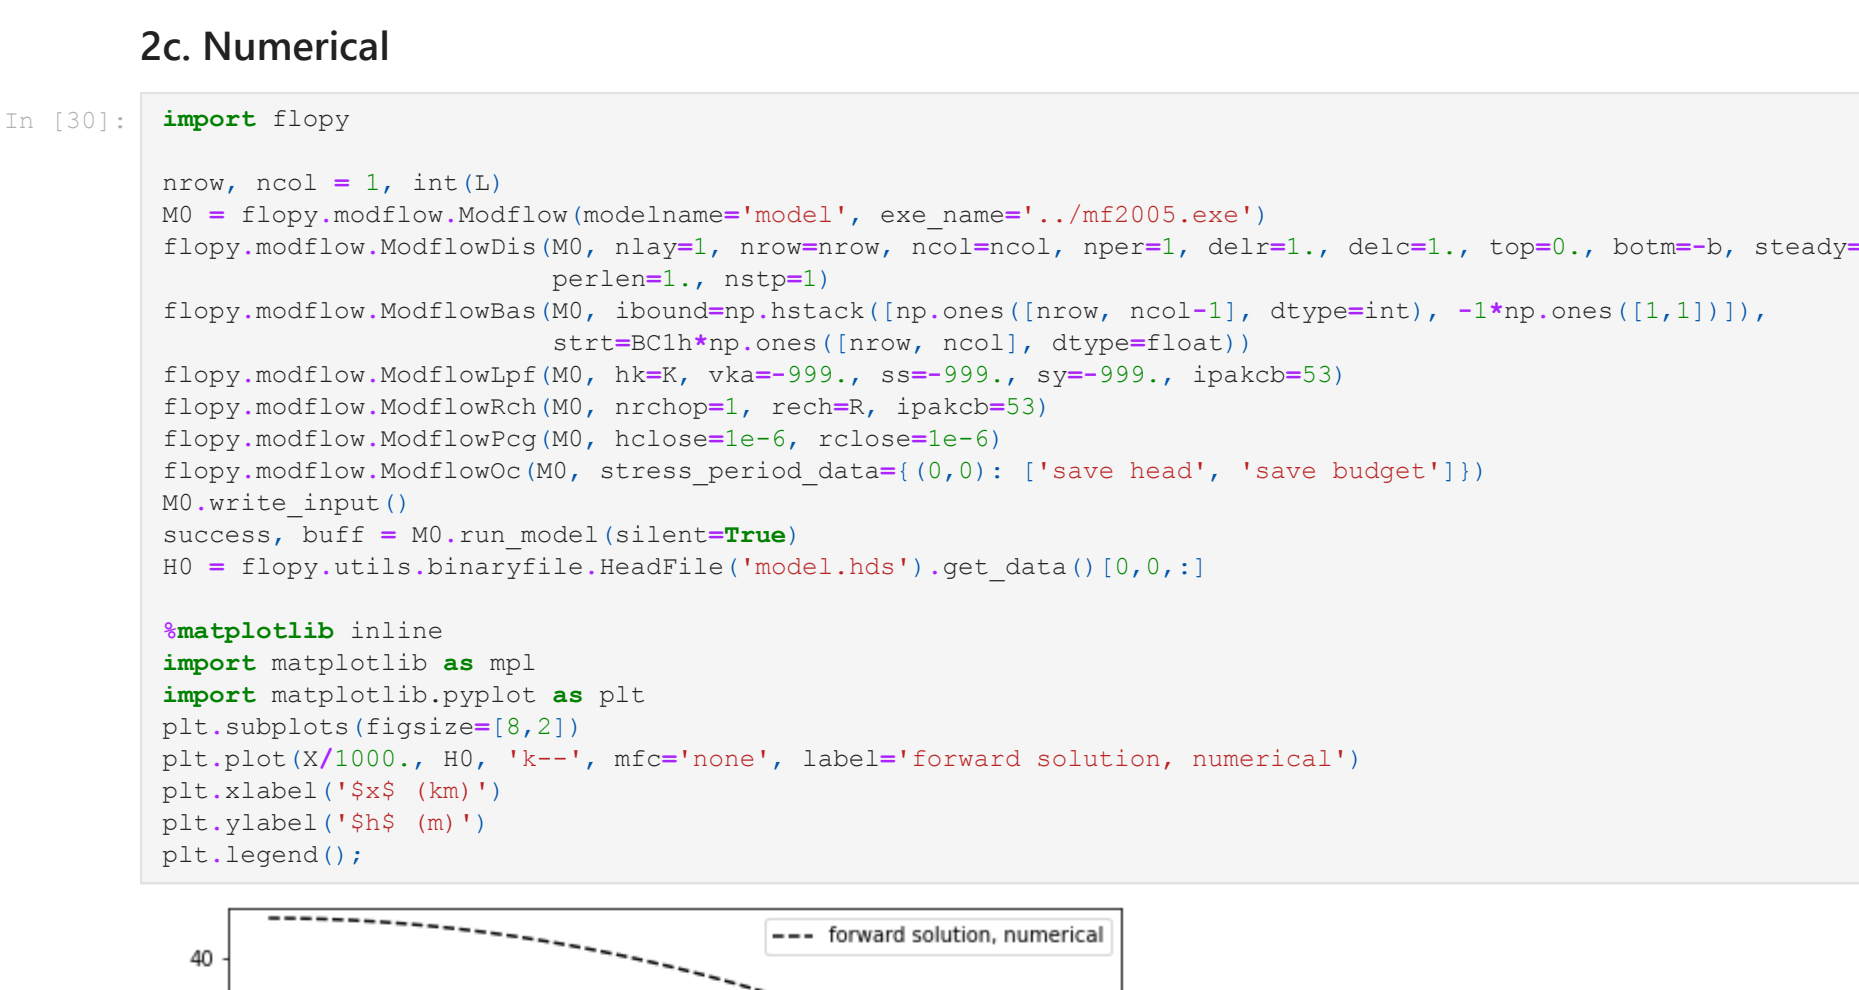 2c. Numerical
In [30]:
import flopy
nrow, ncol = 1, int(L)
M0 = flopy.modflow.Modflow(modelname='model', exe_name='../mf2005.exe')
flopy.modflow.ModflowDis(M0, nlay=1, nrow=nrow, ncol=ncol, nper=1, delr=1., delc=1., top=0., botm=-b, steady=
perlen=1., nstp=1)
flopy.modflow.ModflowBas(M0, ibound=np.hstack([np.ones([nrow, ncol-1], dtype=int), -1*np.ones([1,1])]),
strt=BC1h*np.ones([nrow, ncol], dtype=float))
flopy.modflow.ModflowLpf(M0, hk=K, vka=-999., ss=-999., sy=-999., ipakcb=53)
flopy.modflow.ModflowRch(M0, nrchop=1, rech=R, ipakcb=53)
flopy.modflow.ModflowPcg(M0, hclose=1e-6, rclose=1e-6)
flopy.modflow.ModflowOc(M0, stress_period_data={(0,0): ['save head', 'save budget']})
M0.write_input()
success, buff = M0.run_model(silent=True)
H0 = flopy.utils.binaryfile.HeadFile('model.hds').get_data()[0,0,:]
%matplotlib inline
import matplotlib as mpl
import matplotlib.pyplot as plt
plt.subplots(figsize=[8,2])
plt.plot(X/1000., H0, 'k--', mfc='none', label='forward solution, numerical')
plt.xlabel('$x$ (km)')
plt.ylabel('$h$ (m)')
plt.legend();
forward solution, numerical
40